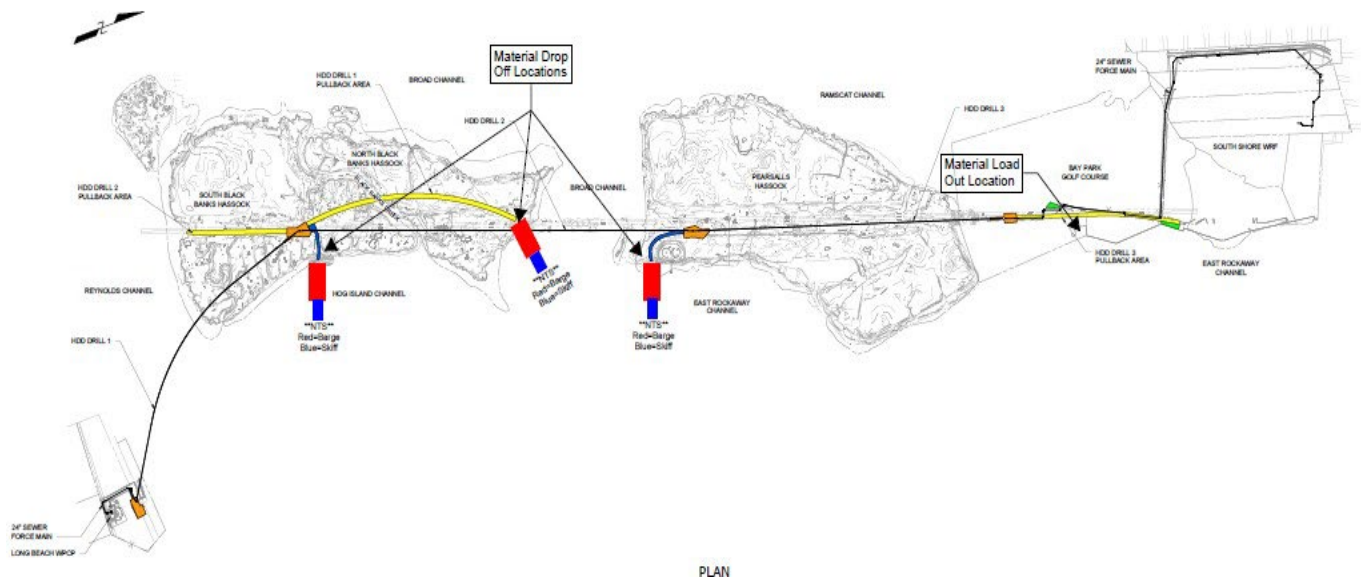 Z
Material Drop
Off Locations
HDD DRILL 1
PULLBACK AREA
BROAD CHANNEL
HDD DRILL 2
RAMSCAT CHANNEL
HDD DRILL 3
24" SEWER
FORCE MAIN
SOUTH SHORE WRF
Material Load
Out Location
BAY PARK
GOLF COURSE
NORTH BLACK
BANKS HASSOCK
SOUTH BLACK
BANKS HASSOCK
BROAD CHANNEL
PEARSALLS
HASSOCK
HDD DRILL 2
PULLBACK AREA
HDD DRILL 3
PULLBACK AREA
EAST ROCKAWAY
CHANNEL
REYNOLDS CHANNEL
HOG ISLAND CHANNEL
**NTS**
Red=Barge
Blue=Skiff
EAST ROCKAWAY
CHANNEL
**NTS**
Red=Barge
Blue=Skiff
**NTS**
Red=Barge
Blue=Skiff
HDD DRILL 1
24" SEWER
FORCE MAIN
LONG BEACH WPCP
PLAN